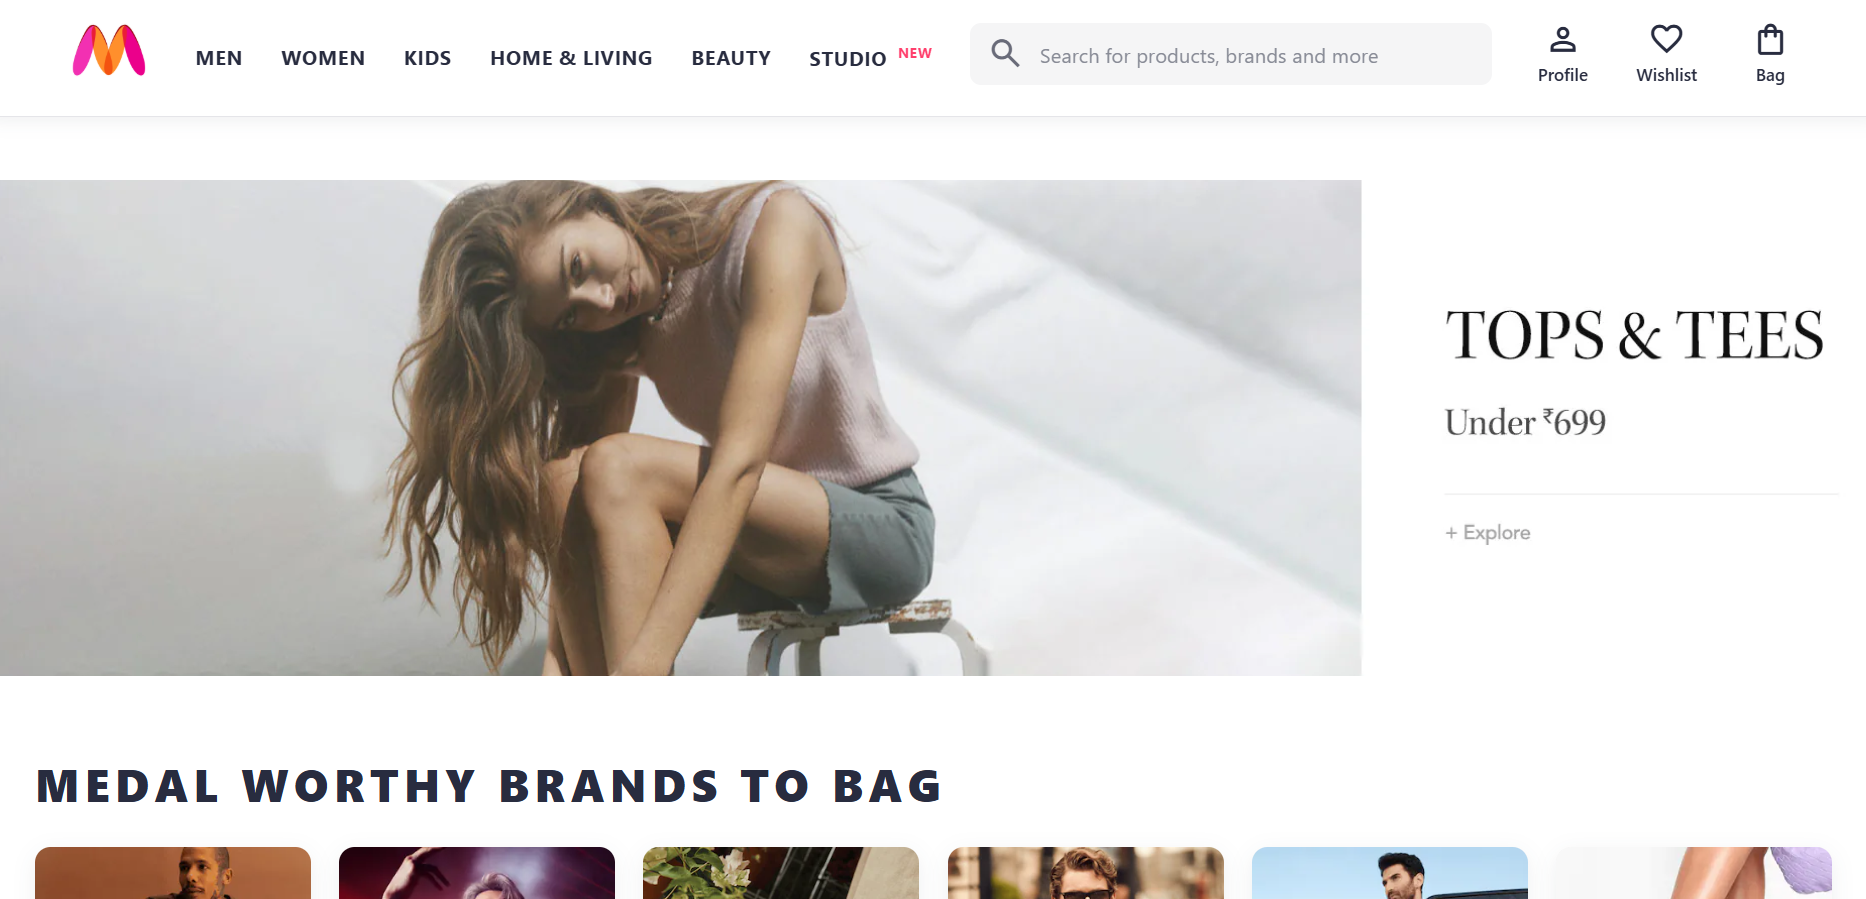 MEN WOMEN KIDS HOME & LIVING BEAUTY STUDIO NEW Search for products, brands and more
Profile Wishlist Bag
TOPS & TEES
Under ₹699
+ Explore
MEDAL WORTHY BRANDS TO BAG